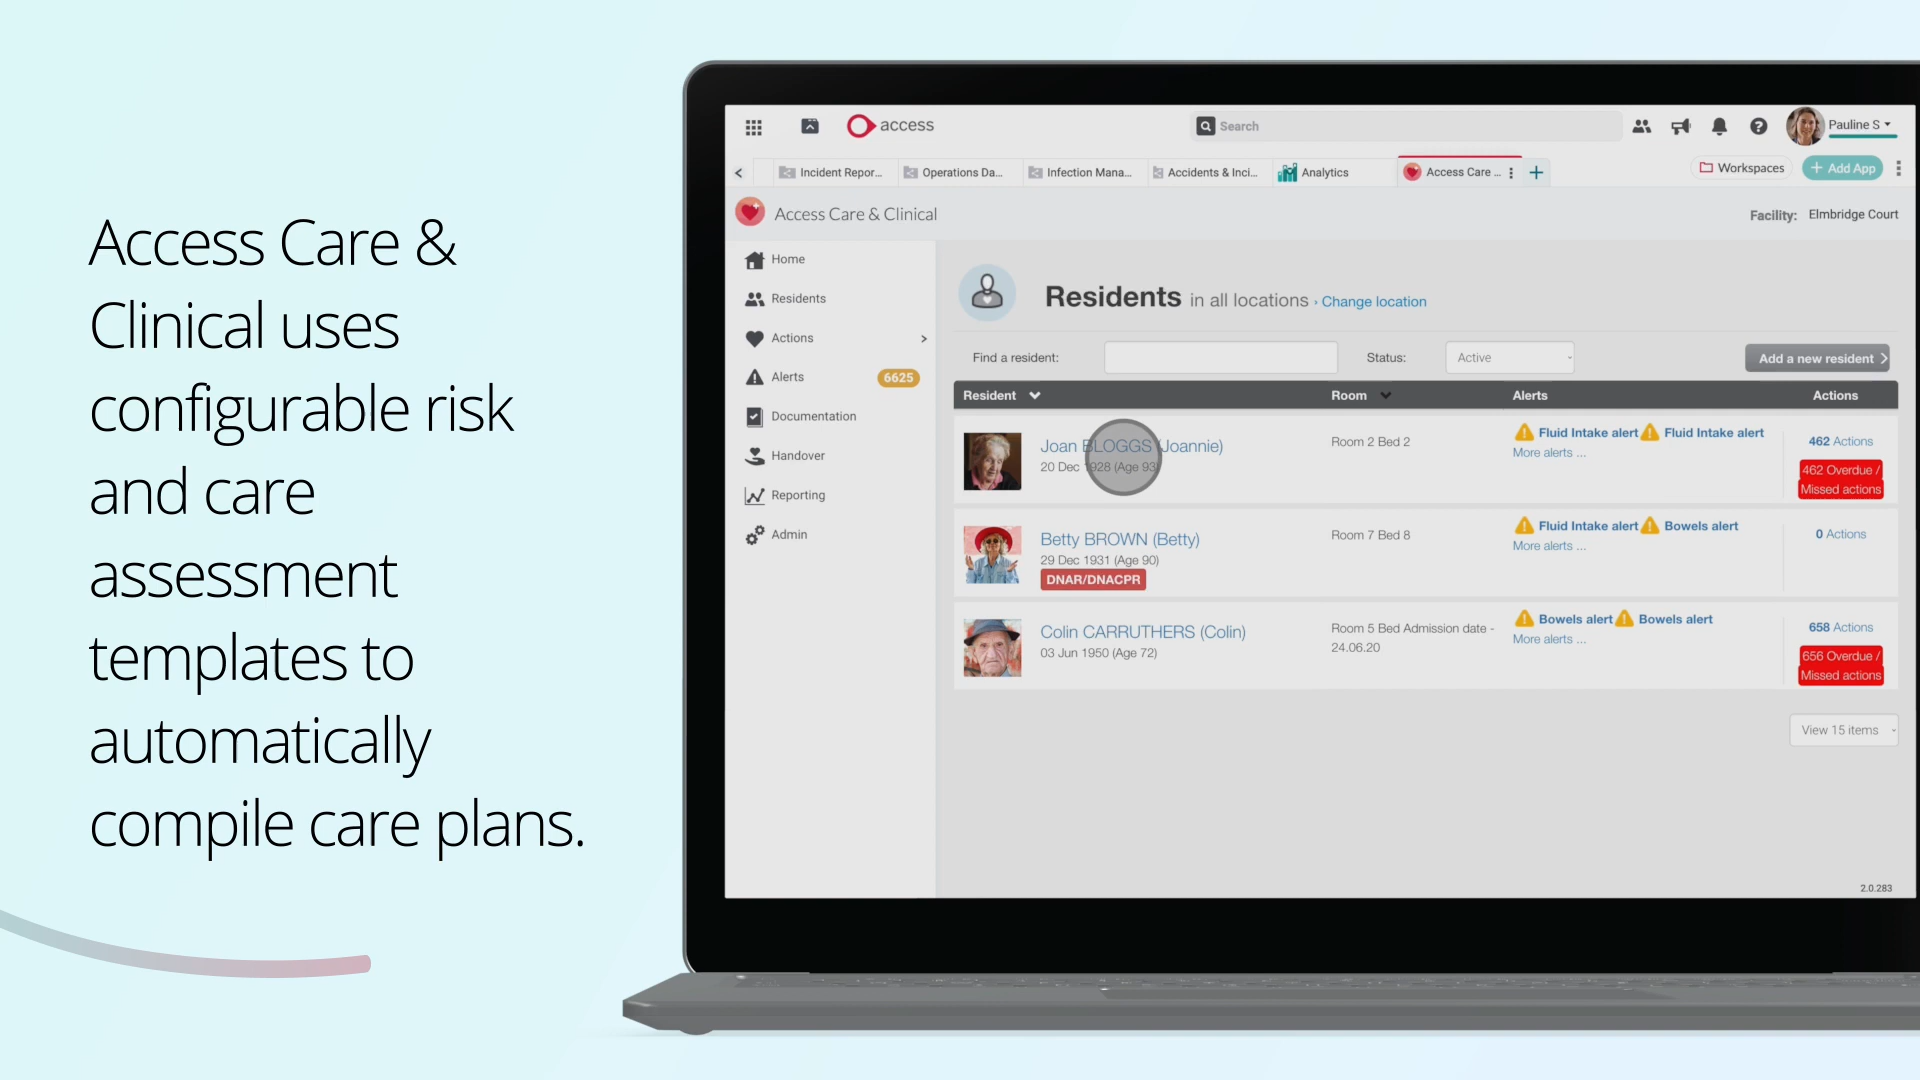 Access Care &
Clinical uses
configurable risk
and care
assessment
templates to
automatically
compile care plans.
access
Search
Pauline S
Incident Repor...
Operations Da...
Infection Mana...
Accidents & Inci...
Analytics
Access Care ...
Workspaces
+ Add App
Access Care & Clinical
Facility: Elmbridge Court
Home
Residents
Actions
Alerts 6625
Documentation
Handover
Reporting
Admin
Residents in all locations › Change location
Find a resident:
Status: Active
Add a new resident
Resident Room Alerts Actions
Joan BLOGGS (Joannie)
20 Dec 1928 (Age 93)
Room 2 Bed 2
Fluid Intake alert Fluid Intake alert
More alerts ...
462 Actions
462 Overdue /
Missed actions
Betty BROWN (Betty)
29 Dec 1931 (Age 90)
DNAR/DNACPR
Room 7 Bed 8
Fluid Intake alert Bowels alert
More alerts ...
0 Actions
Colin CARRUTHERS (Colin)
03 Jun 1950 (Age 72)
Room 5 Bed Admission date -
24.06.20
Bowels alert Bowels alert
More alerts ...
658 Actions
656 Overdue /
Missed actions
View 15 items
2.0.283